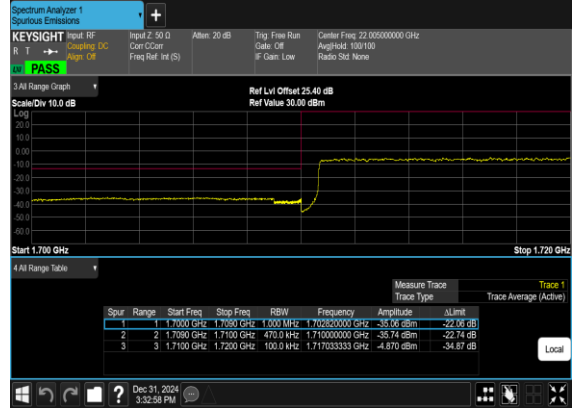 Spectrum Analyzer 1
Spurious Emissions
KEYSIGHT Input: RF Input Z: 50 Ω Atten: 20 dB Trig: Free Run Center Freq: 22.005000000 GHz
R T Coupling: DC Corr CCorr Gate: Off Avg|Hold: 100/100
Align: Off Freq Ref: Int (S) IF Gain: Low Radio Std: None
PASS
3 All Range Graph
Ref Lvl Offset 25.40 dB
Scale/Div 10.0 dB Ref Value 30.00 dBm
Log
20.0
10.0
0.00
-10.0
-20.0
-30.0
-40.0
-50.0
-60.0
Start 1.700 GHz Stop 1.720 GHz
4 All Range Table
Measure Trace Trace 1
Trace Type Trace Average (Active)
Spur Range Start Freq Stop Freq RBW Frequency Amplitude ΔLimit
1 1 1.7000 GHz 1.7090 GHz 1.000 MHz 1.702820000 GHz -35.06 dBm -22.06 dB
2 2 1.7090 GHz 1.7100 GHz 470.0 kHz 1.710000000 GHz -35.74 dBm -22.74 dB
3 3 1.7100 GHz 1.7200 GHz 100.0 kHz 1.717033333 GHz -4.870 dBm -34.87 dB
Local
? Dec 31, 2024
3:32:58 PM